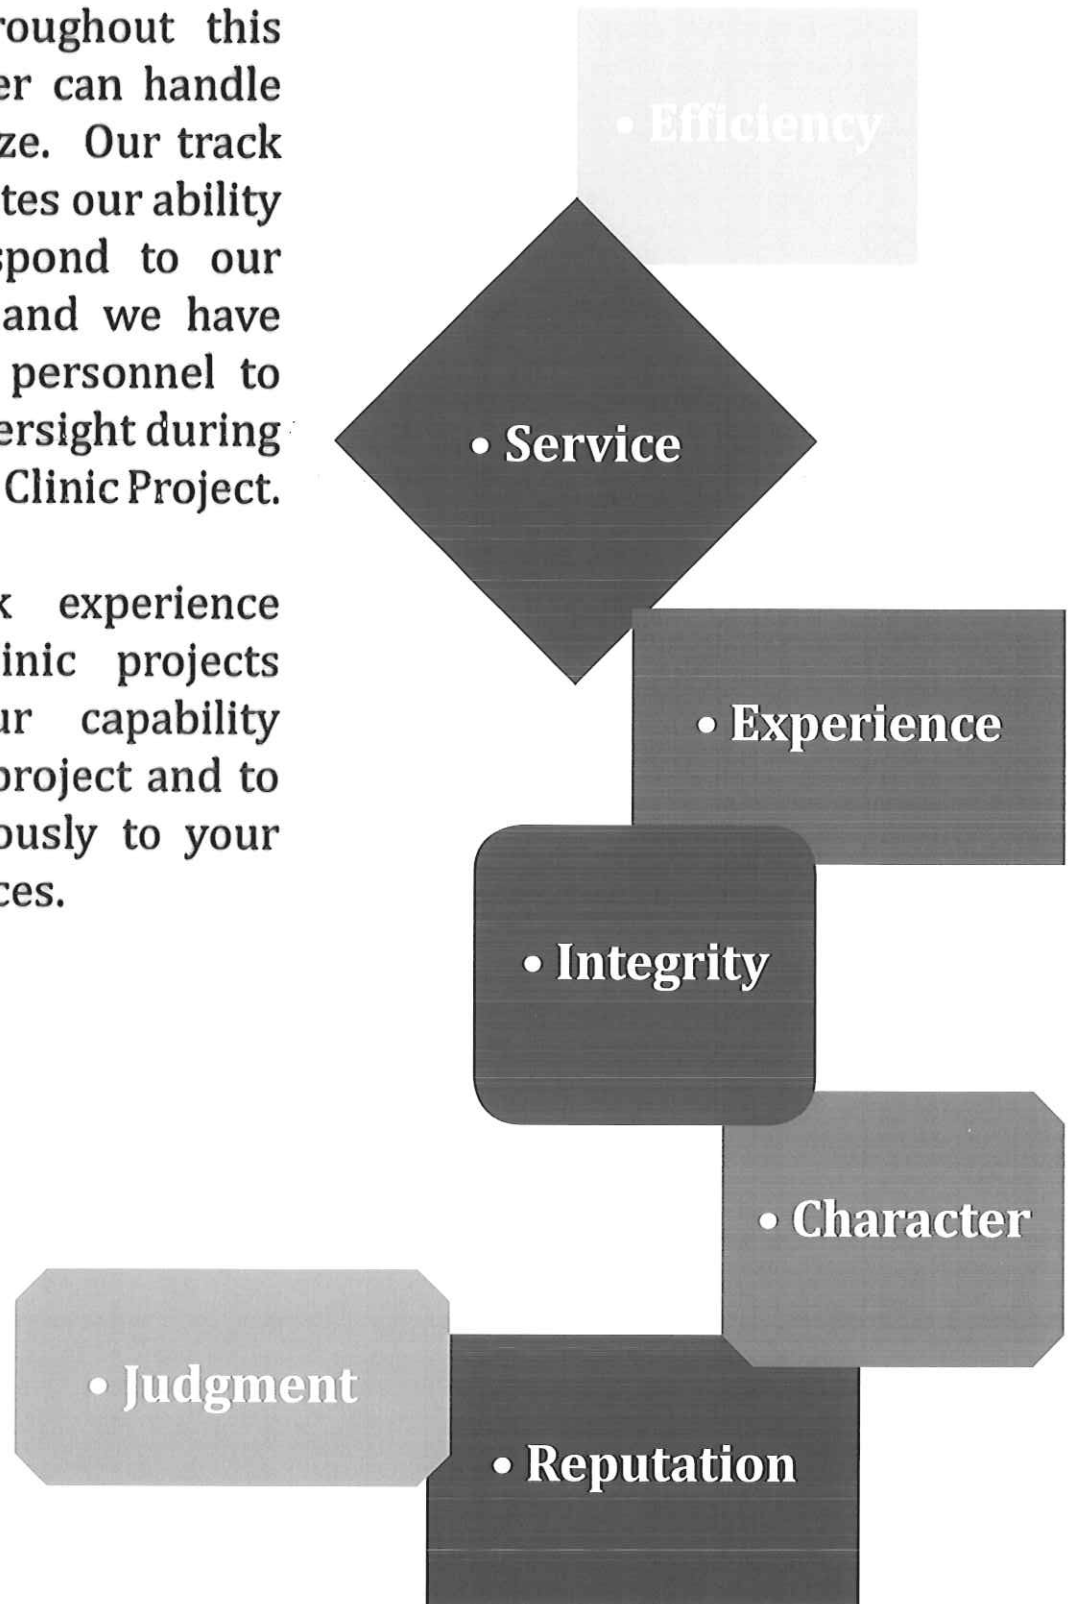 roughout this
er can handle
ze. Our track
tes our ability
spond to our
and we have
personnel to
ersight during
Clinic Project.
k experience
inic projects
ur capability
project and to
ously to your
ces.
• Efficiency
• Service
• Experience
• Integrity
• Character
• Judgment
• Reputation